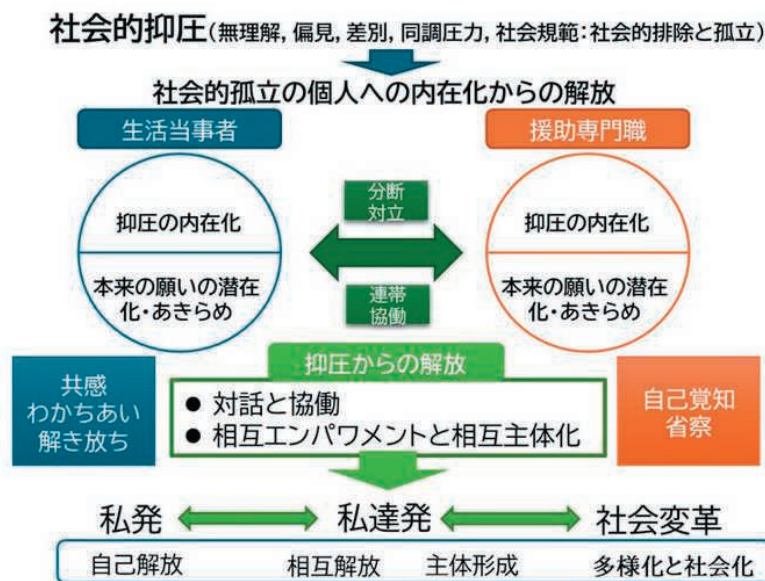 社会的抑圧(無理解, 偏見, 差別, 同調圧力, 社会規範:社会的排除と孤立)
社会的孤立の個人への内在化からの解放
生活当事者
援助専門職
抑圧の内在化
本来の願いの潜在
化・あきらめ
分断
対立
連帯
協働
抑圧の内在化
本来の願いの潜在
化・あきらめ
抑圧からの解放
共感
わかちあい
解き放ち
● 対話と協働
● 相互エンパワメントと相互主体化
自己覚知
省察
私発
私達発
社会変革
自己解放
相互解放
主体形成
多様化と社会化